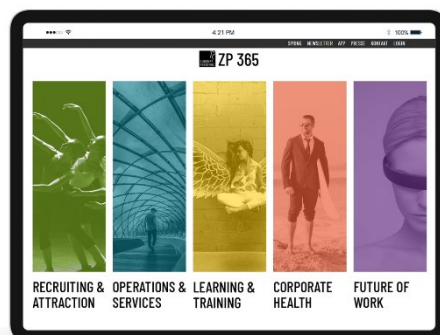 4:21 PM
100%
NEWSLETTER APP PRESSE KONTAKT LOGIN
ZP 365
RECRUITING &
ATTRACTION
OPERATIONS &
SERVICES
LEARNING &
TRAINING
CORPORATE
HEALTH
FUTURE OF
WORK